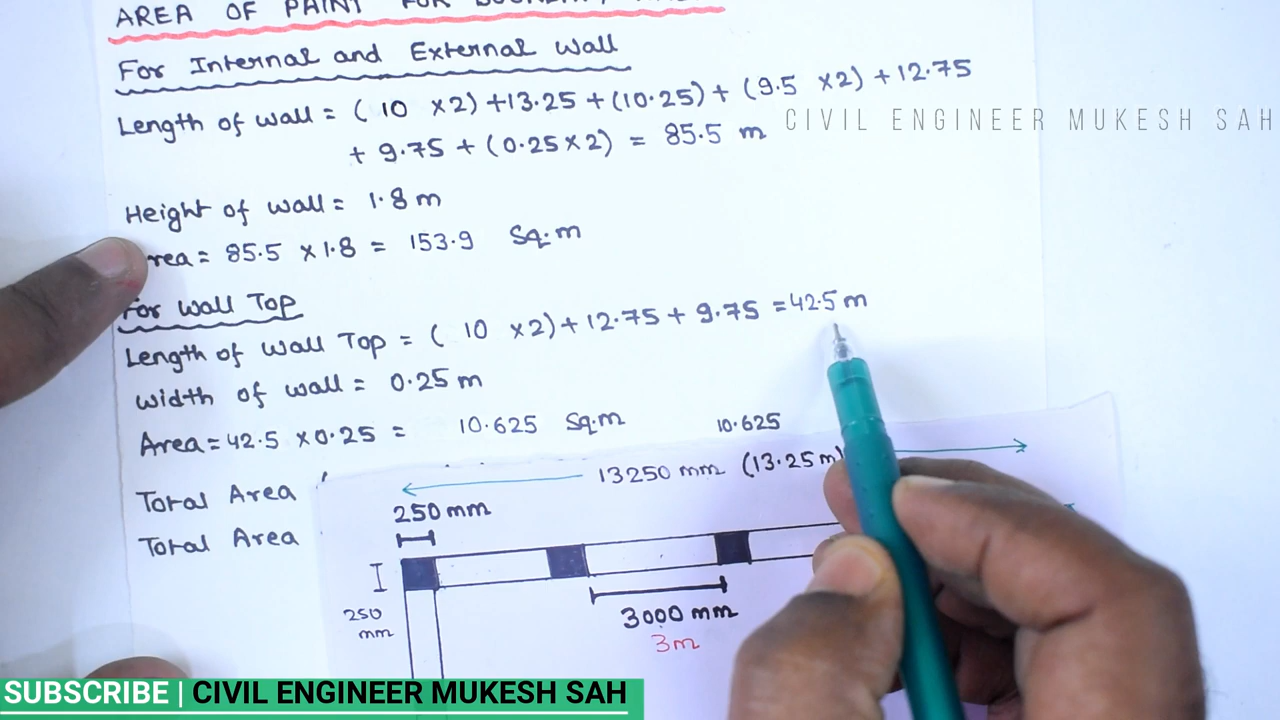 AREA OF PAINT FOR
For Internal and External Wall
Length of wall = ( 10 ×2) +13.25 + (10.25) + (9.5 ×2) + 12.75
+ 9.75 + (0.25×2) = 85.5 m
CIVIL ENGINEER MUKESH SAH
Height of wall = 1.8 m
rea = 85.5 ×1.8 = 153.9 Sq.m
For Wall Top
Length of Wall Top = ( 10 ×2) + 12.75 + 9.75 = 42.5 m
Width of wall = 0.25 m
Area = 42.5 ×0.25 = 10.625 Sq.m 10.625
13250 mm (13.25 m)
Total Area
250 mm
Total Area
250
mm
3000 mm
3m
SUBSCRIBE | CIVIL ENGINEER MUKESH SAH